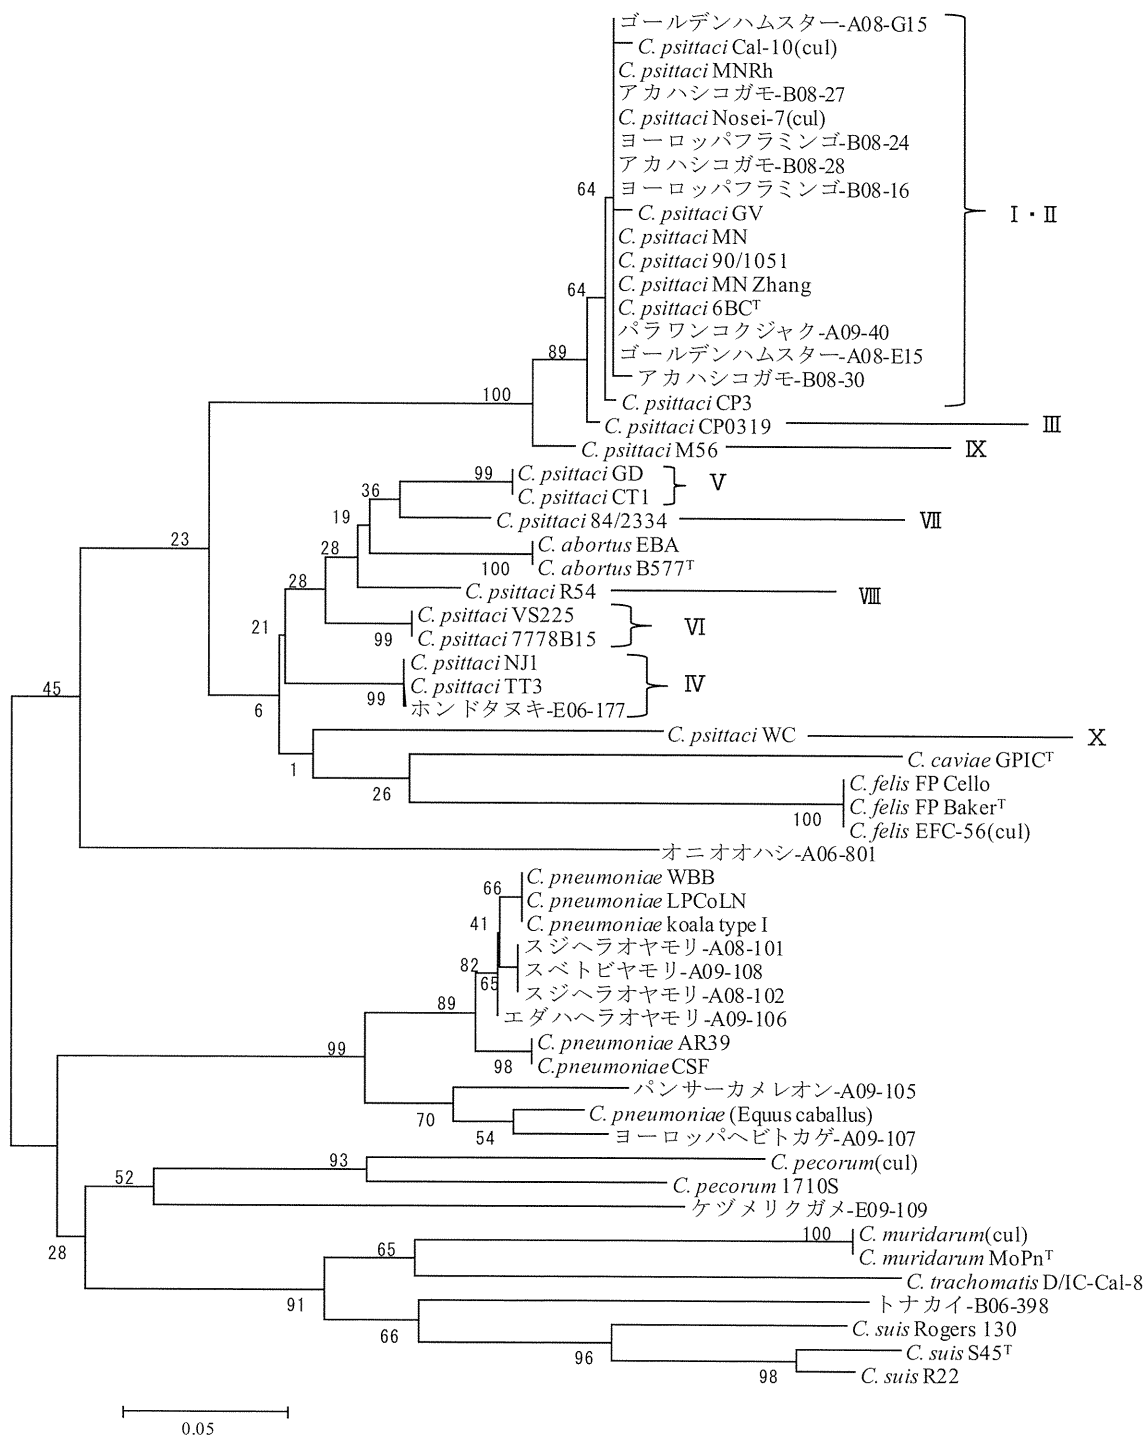 ゴールデンハムスター-A08-G15
C. psittaci Cal-10(cul)
C. psittaci MNRh
アカハシコガモ-B08-27
C. psittaci Nosei-7(cul)
ヨーロッパフラミンゴ-B08-24
アカハシコガモ-B08-28
64
ヨーロッパフラミンゴ-B08-16
C. psittaci GV
I・II
C. psittaci MN
C. psittaci 90/1051
C. psittaci MN Zhang
64
C. psittaci 6BCᵀ
パラワンコクジャク-A09-40
89
ゴールデンハムスター-A08-E15
アカハシコガモ-B08-30
100
C. psittaci CP3
C. psittaci CP0319
III
C. psittaci M56
IX
99
C. psittaci GD
V
36
C. psittaci CT1
19
C. psittaci 84/2334
VII
28
C. abortus EBA
100
C. abortus B577ᵀ
23
28
C. psittaci R54
VIII
C. psittaci VS225
VI
21
99
C. psittaci 7778B15
C. psittaci NJ1
C. psittaci TT3
IV
45
99
ホンドタヌキ-E06-177
6
C. psittaci WC
X
C. caviae GPICᵀ
1
26
C. felis FP Cello
C. felis FP Bakerᵀ
100
C. felis EFC-56(cul)
オニオオハシ-A06-801
C. pneumoniae WBB
66
C. pneumoniae LPCoLN
41
C. pneumoniae koala type I
スジヘラオヤモリ-A08-101
82
スベトビヤモリ-A09-108
65
スジヘラオヤモリ-A08-102
89
エダハヘラオヤモリ-A09-106
99
C. pneumoniae AR39
98
C.pneumoniae CSF
パンサーカメレオン-A09-105
70
C. pneumoniae (Equus caballus)
54
ヨーロッパヘビトカゲ-A09-107
93
C. pecorum(cul)
52
C. pecorum 1710S
ケヅメリクガメ-E09-109
100
C. muridarum(cul)
28
65
C. muridarum MoPnᵀ
C. trachomatis D/IC-Cal-8
91
トナカイ-B06-398
66
C. suis Rogers 130
96
C. suis S45ᵀ
98
C. suis R22
0.05